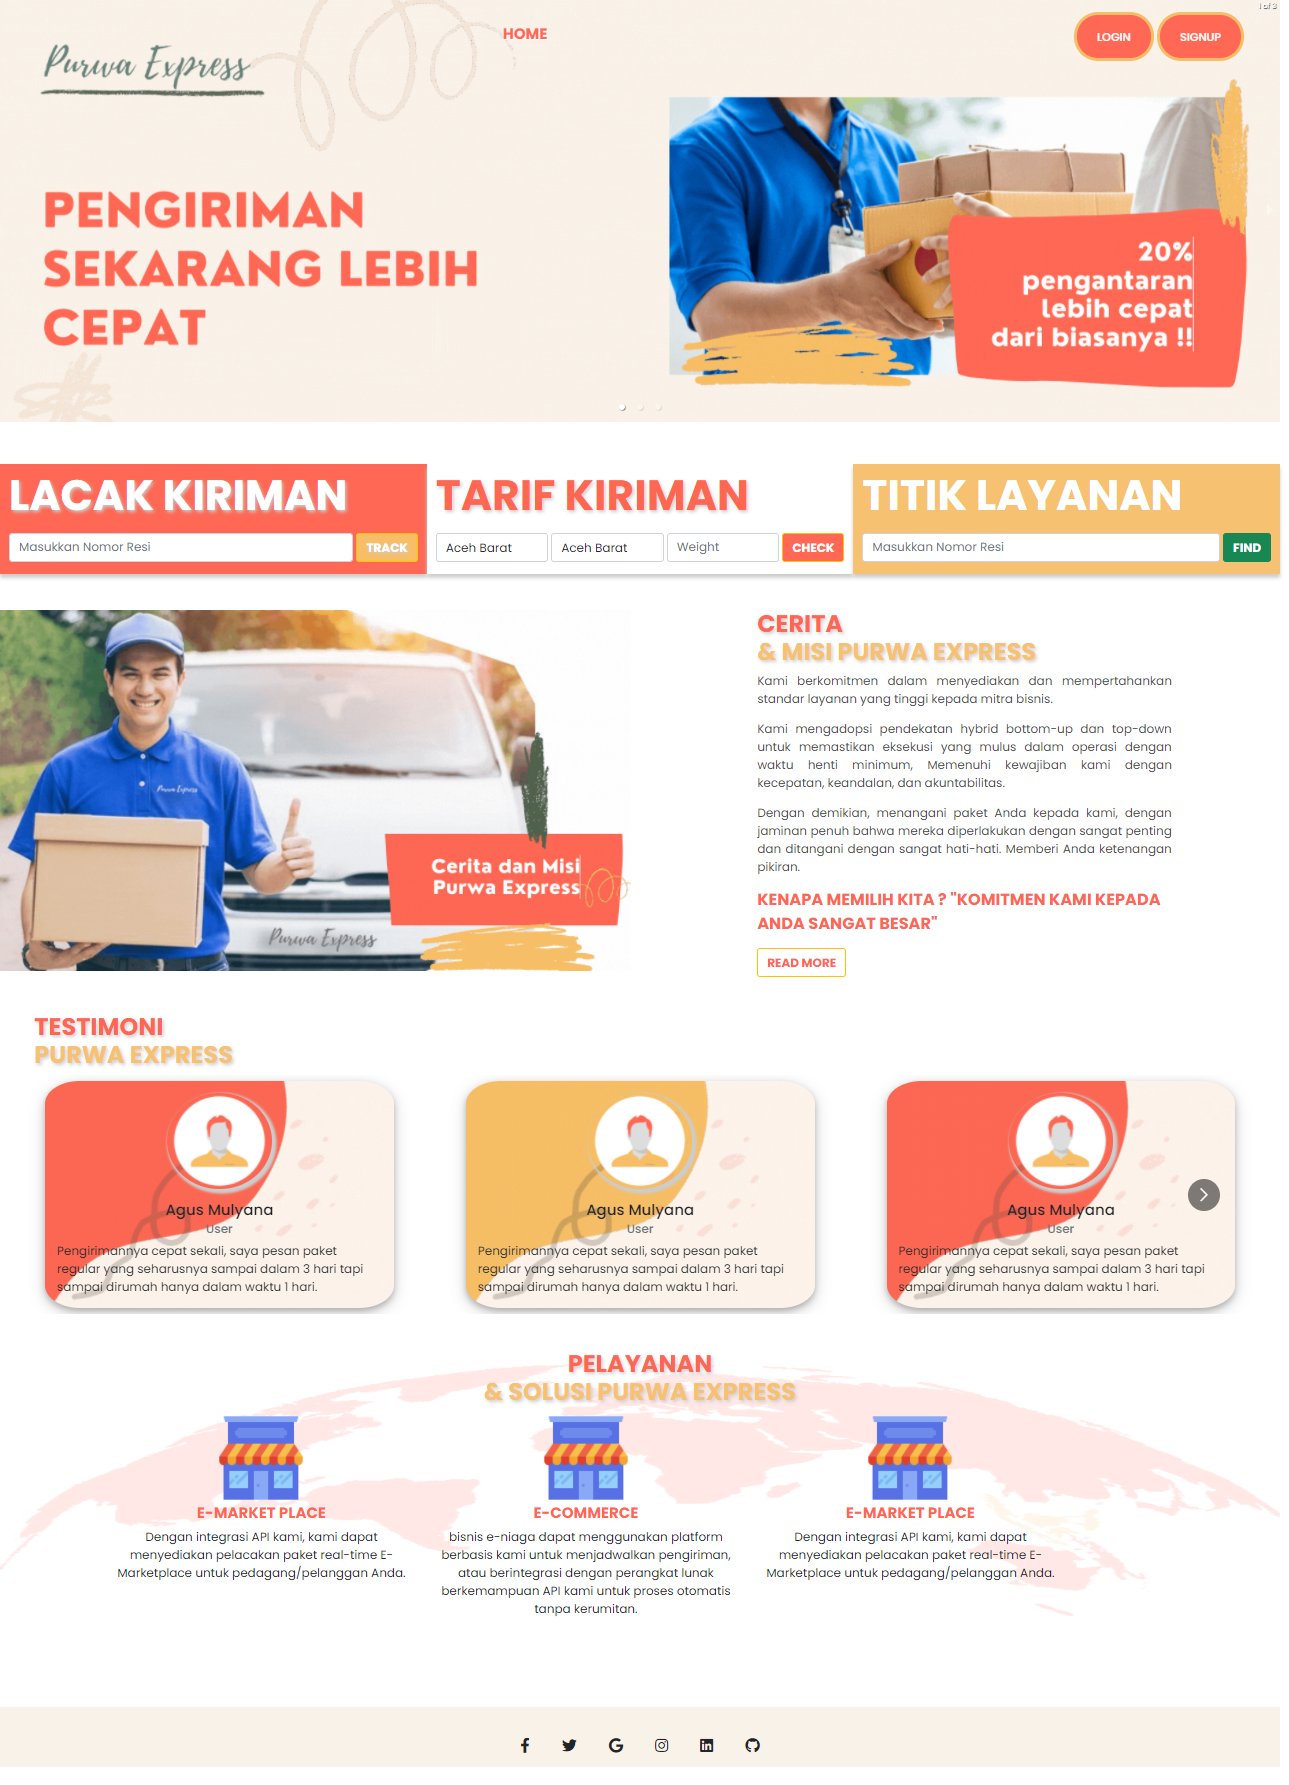 1 of 3
HOME
LOGIN
SIGNUP
Purwa Express
PENGIRIMAN
SEKARANG LEBIH
CEPAT
20%
pengantaran
lebih cepat
dari biasanya !!
LACAK KIRIMAN
Masukkan Nomor Resi
TRACK
TARIF KIRIMAN
Aceh Barat
Aceh Barat
Weight
CHECK
TITIK LAYANAN
Masukkan Nomor Resi
FIND
Purwa Express
Cerita dan Misi
Purwa Express
Purwa Express
CERITA
& MISI PURWA EXPRESS
Kami berkomitmen dalam menyediakan dan mempertahankan
standar layanan yang tinggi kepada mitra bisnis.
Kami mengadopsi pendekatan hybrid bottom-up dan top-down
untuk memastikan eksekusi yang mulus dalam operasi dengan
waktu henti minimum, Memenuhi kewajiban kami dengan
kecepatan, keandalan, dan akuntabilitas.
Dengan demikian, menangani paket Anda kepada kami, dengan
jaminan penuh bahwa mereka diperlakukan dengan sangat penting
dan ditangani dengan sangat hati-hati. Memberi Anda ketenangan
pikiran.
KENAPA MEMILIH KITA ? "KOMITMEN KAMI KEPADA
ANDA SANGAT BESAR"
READ MORE
TESTIMONI
PURWA EXPRESS
Agus Mulyana
User
Pengirimannya cepat sekali, saya pesan paket
regular yang seharusnya sampai dalam 3 hari tapi
sampai dirumah hanya dalam waktu 1 hari.
Agus Mulyana
User
Pengirimannya cepat sekali, saya pesan paket
regular yang seharusnya sampai dalam 3 hari tapi
sampai dirumah hanya dalam waktu 1 hari.
Agus Mulyana
User
Pengirimannya cepat sekali, saya pesan paket
regular yang seharusnya sampai dalam 3 hari tapi
sampai dirumah hanya dalam waktu 1 hari.
PELAYANAN
& SOLUSI PURWA EXPRESS
E-MARKET PLACE
Dengan integrasi API kami, kami dapat
menyediakan pelacakan paket real-time E-
Marketplace untuk pedagang/pelanggan Anda.
E-COMMERCE
bisnis e-niaga dapat menggunakan platform
berbasis kami untuk menjadwalkan pengiriman,
atau berintegrasi dengan perangkat lunak
berkemampuan API kami untuk proses otomatis
tanpa kerumitan.
E-MARKET PLACE
Dengan integrasi API kami, kami dapat
menyediakan pelacakan paket real-time E-
Marketplace untuk pedagang/pelanggan Anda.